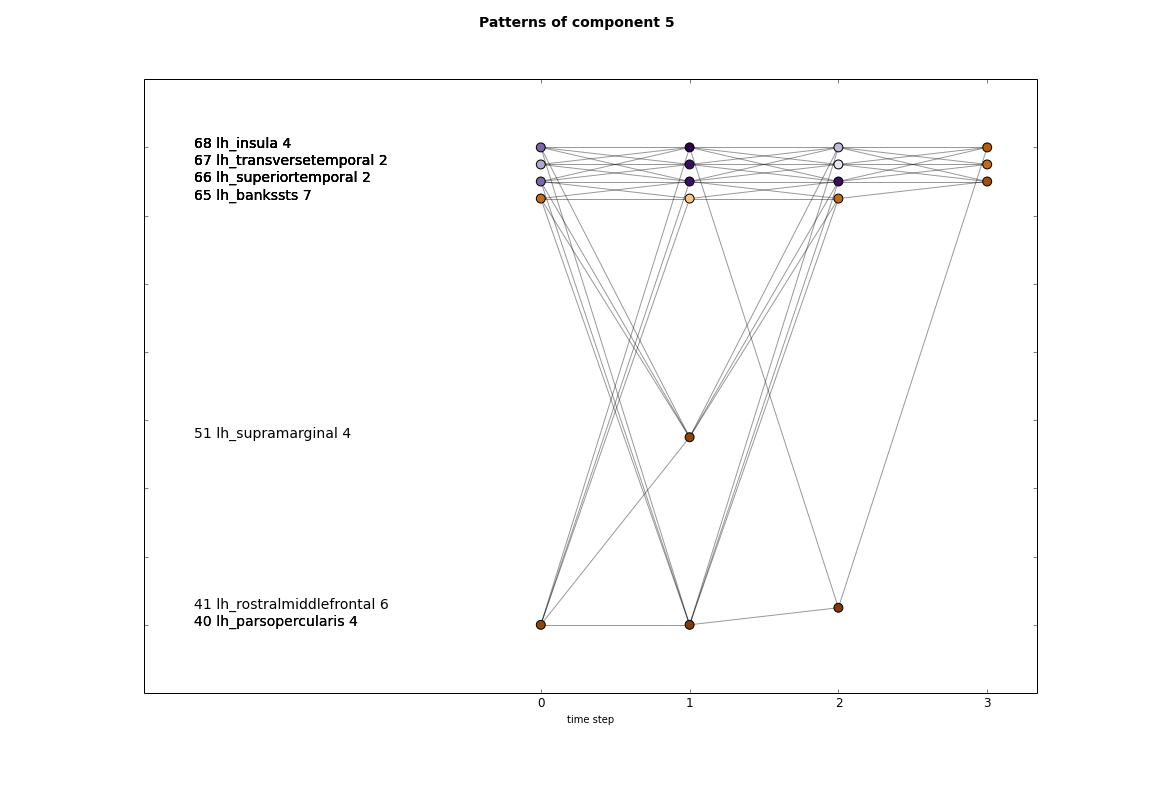 Patterns of component 5
68 lh_insula 4
67 lh_transversetemporal 2
66 lh_superiortemporal 2
65 lh_bankssts 7
51 lh_supramarginal 4
41 lh_rostralmiddlefrontal 6
40 lh_parsopercularis 4
0 1 2 3
time step